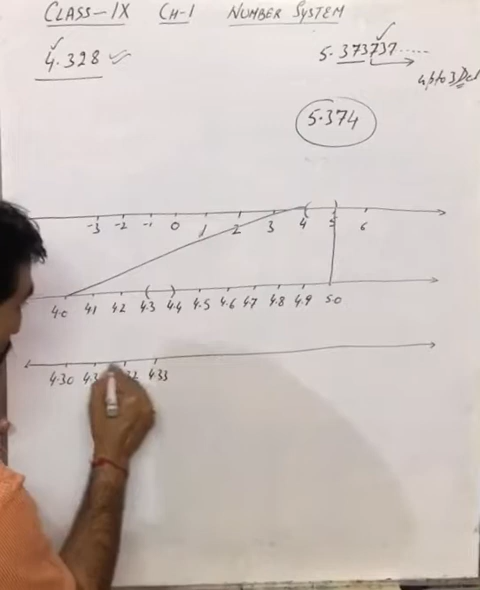 CLASS-IX CH-1 NUMBER SYSTEM
4.328 5.373737.....
upto 3 Dcl
5.374
-3 -2 -1 0 1 2 3 4 5 6
4.0 4.1 4.2 4.3 4.4 4.5 4.6 4.7 4.8 4.9 5.0
4.30 4.33